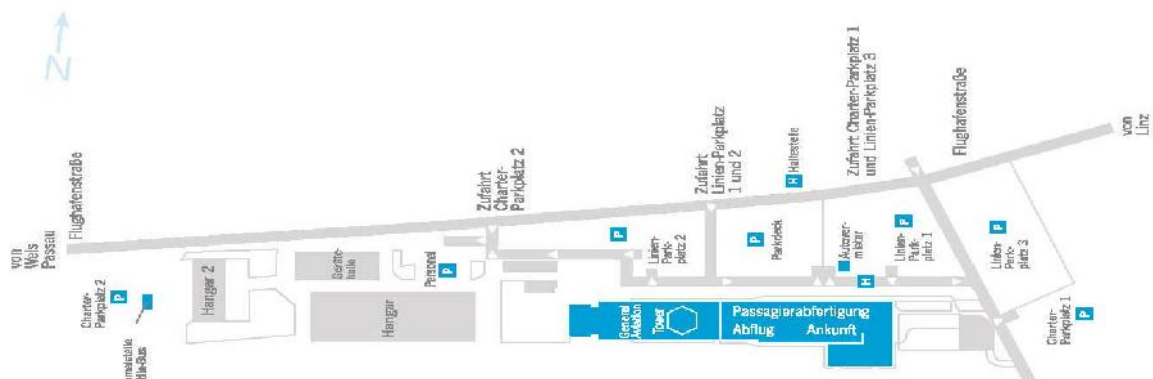 N
von
Wels
Passau
Flughafenstraße
Charter-
Parkplatz 2
P
Hangar 2
Geräte-
halle
Personal
P
Hangar
Zufahrt
Charter-
Parkplatz 2
P
Linien-
Park-
platz 2
Zufahrt
Linien-Parkplatz
1 und 2
P
Parkdeck
H
Haltestelle
Zufahrt Charter-Parkplatz 1
und Linien-Parkplatz 3
H
P
Linien-
Park-
platz 1
Flughafenstraße
von
Linz
P
Linien-
Park-
platz 3
Charter-
Parkplatz 1
P
General
Aviation
Tower
Passagierabfertigung
Abflug
Ankunft